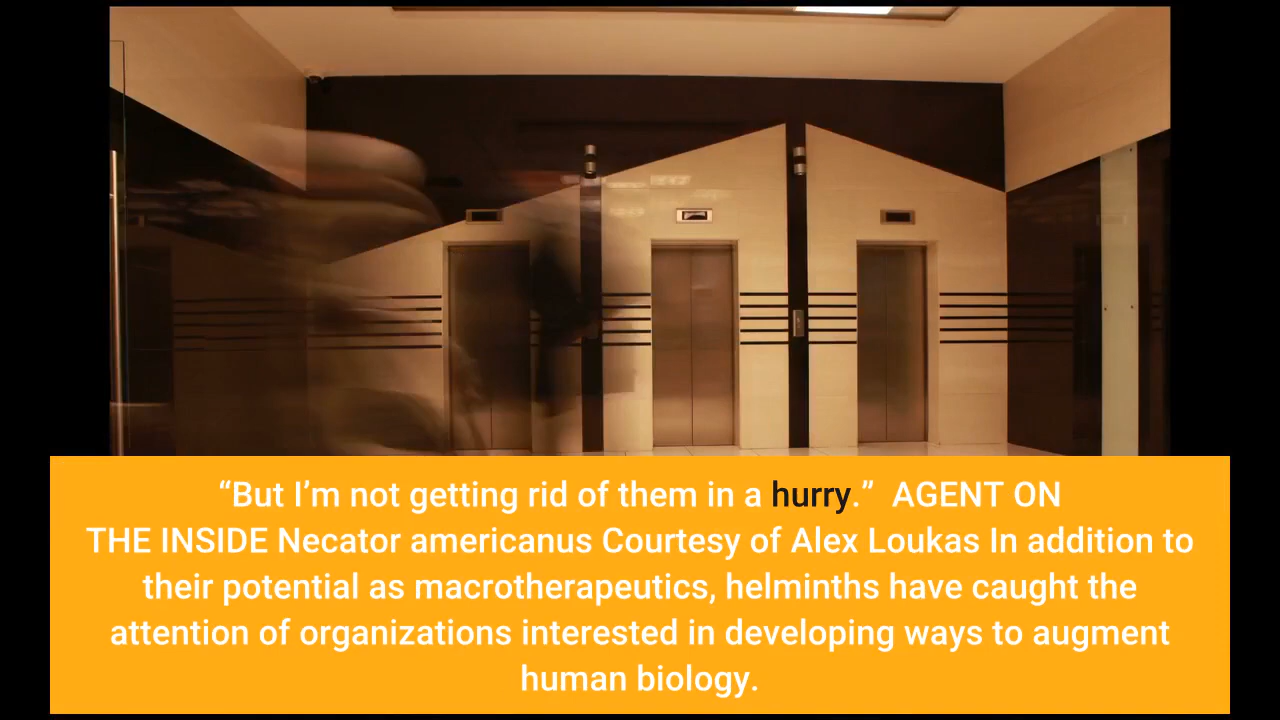 “But I’m not getting rid of them in a hurry.”  AGENT ON
THE INSIDE Necator americanus Courtesy of Alex Loukas In addition to
their potential as macrotherapeutics, helminths have caught the
attention of organizations interested in developing ways to augment
human biology.